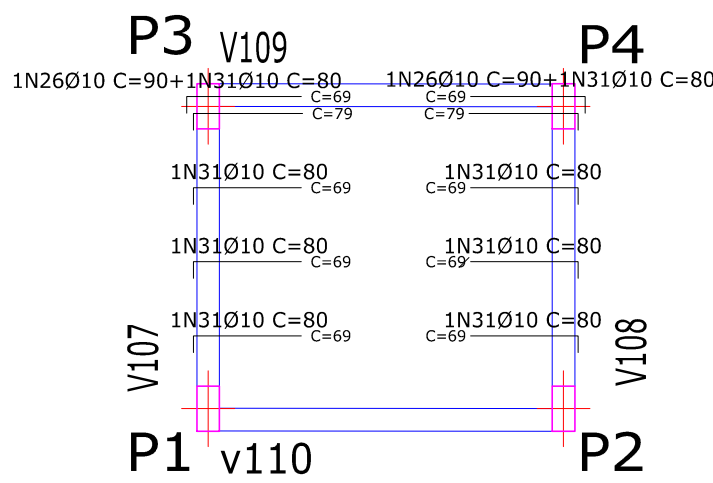 P3 V109 P4
1N26Ø10 C=90+1N31Ø10 C=80 1N26Ø10 C=90+1N31Ø10 C=80
C=69 C=69
C=79 C=79
1N31Ø10 C=80 1N31Ø10 C=80
C=69 C=69
1N31Ø10 C=80 1N31Ø10 C=80
C=69 C=69
1N31Ø10 C=80 1N31Ø10 C=80
C=69 C=69
V107 V108
P1 v110 P2